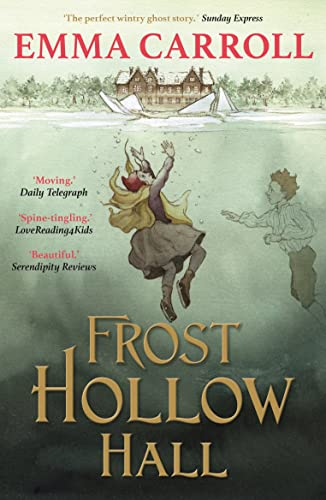 'The perfect wintry ghost story.' Sunday Express
EMMA CARROLL
'Moving.'
Daily Telegraph
'Spine-tingling.'
LoveReading4Kids
'Beautiful.'
Serendipity Reviews
FROST
HOLLOW
HALL